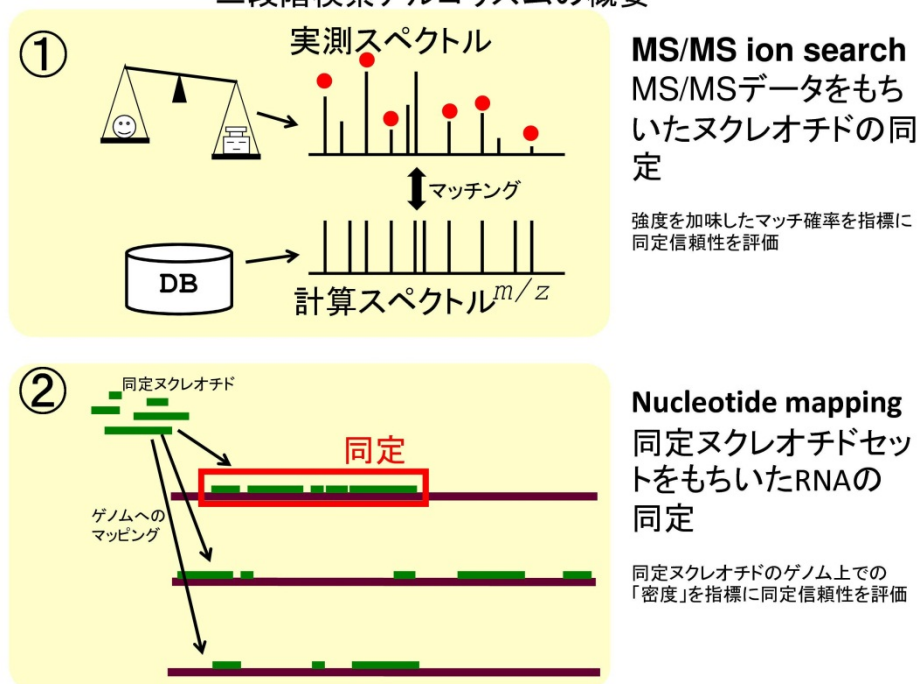 二段階検索アルゴリズムの概要
①
実測スペクトル
マッチング
DB
計算スペクトル
m/z
MS/MS ion search
MS/MSデータをもち
いたヌクレオチドの同
定
強度を加味したマッチ確率を指標に
同定信頼性を評価
②
同定ヌクレオチド
同定
ゲノムへの
マッピング
Nucleotide mapping
同定ヌクレオチドセッ
トをもちいたRNAの
同定
同定ヌクレオチドのゲノム上での
「密度」を指標に同定信頼性を評価